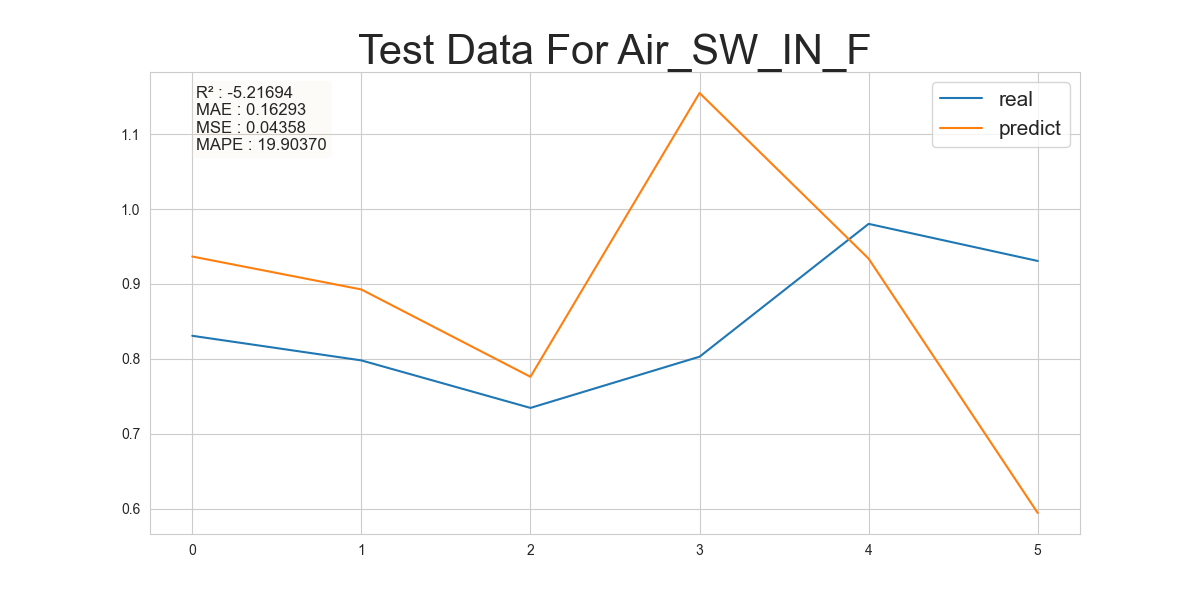 Test Data For Air_SW_IN_F
R² : -5.21694
MAE : 0.16293
MSE : 0.04358
MAPE : 19.90370
real
predict
1.1
1.0
0.9
0.8
0.7
0.6
0 1 2 3 4 5